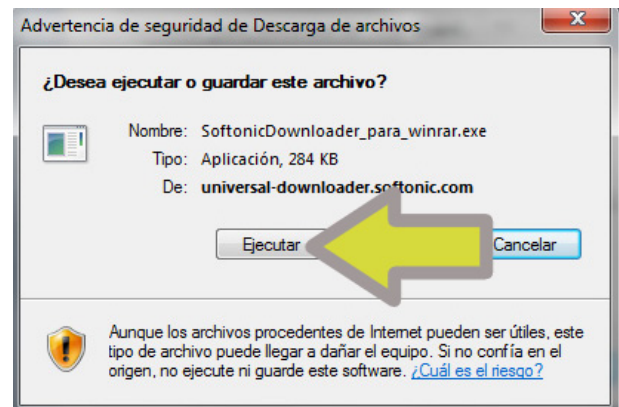 Advertencia de seguridad de Descarga de archivos
¿Desea ejecutar o guardar este archivo?
Nombre: SoftonicDownloader_para_winrar.exe
Tipo: Aplicación, 284 KB
De: universal-downloader.softonic.com
Ejecutar Cancelar
Aunque los archivos procedentes de Internet pueden ser útiles, este
tipo de archivo puede llegar a dañar el equipo. Si no confía en el
origen, no ejecute ni guarde este software. ¿Cuál es el riesgo?